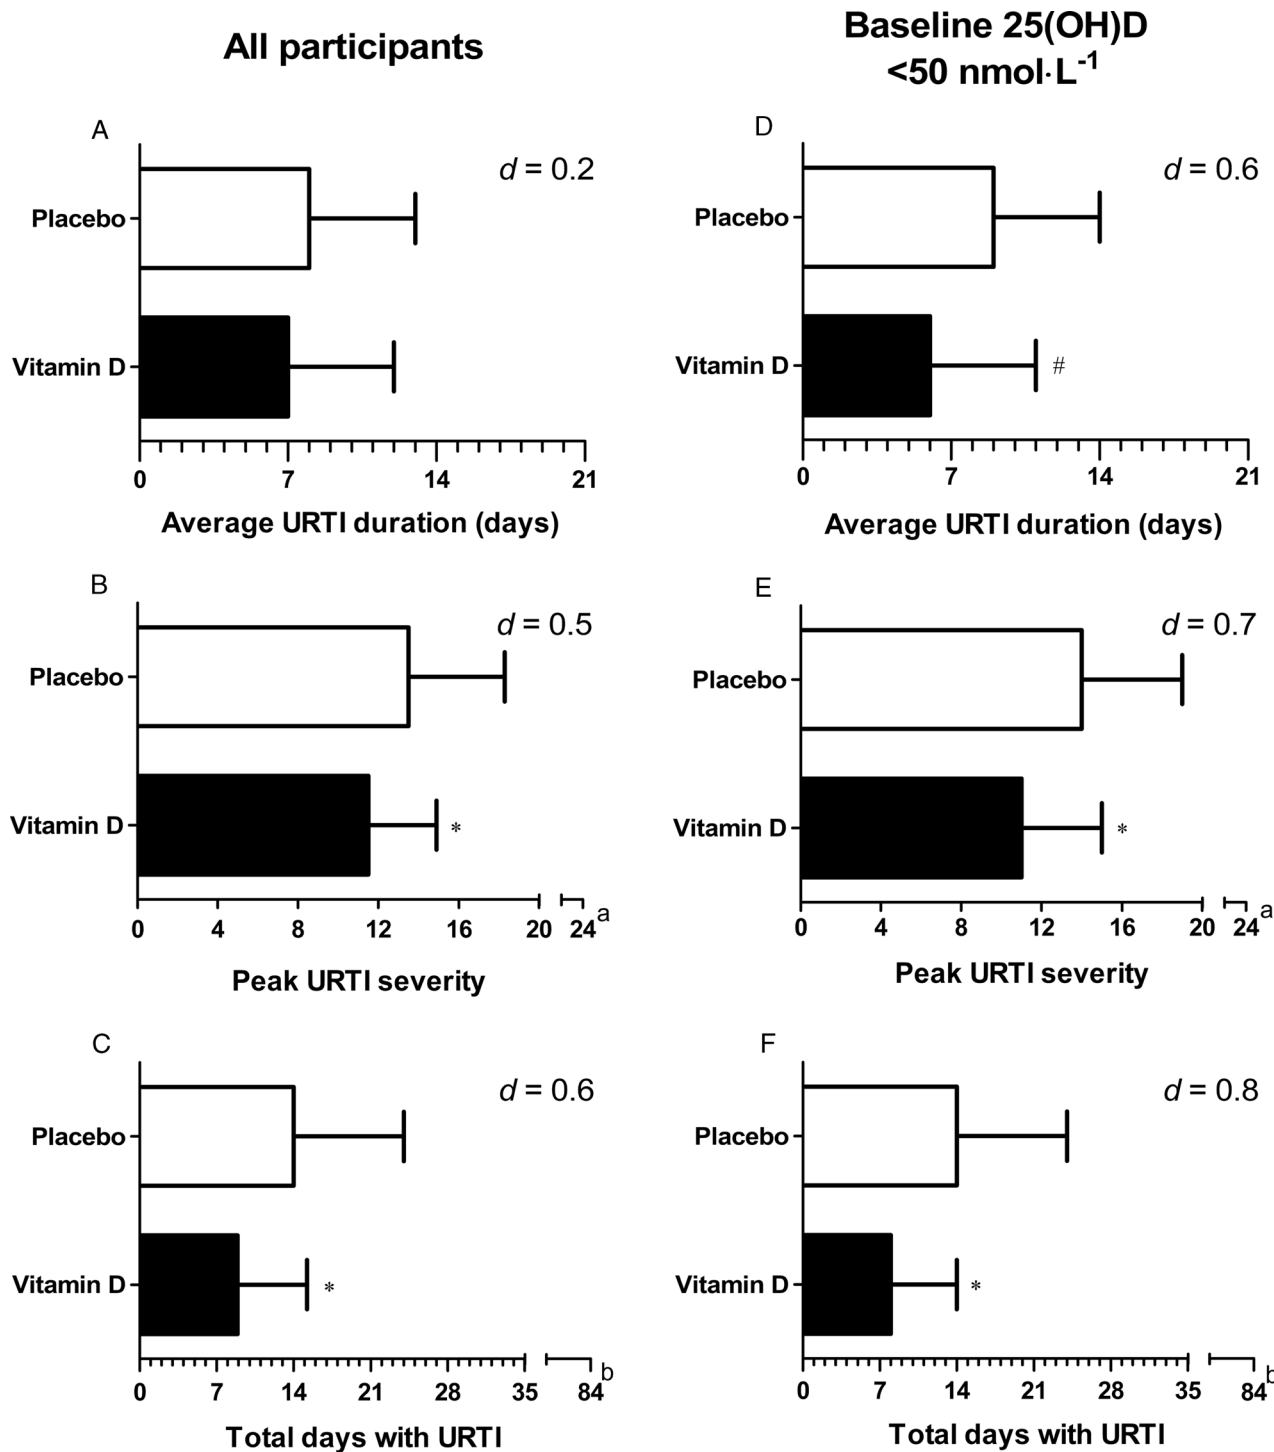 All participants
Baseline 25(OH)D
<50 nmol·L-1
A
d = 0.2
Placebo
Vitamin D
0 7 14 21
Average URTI duration (days)
D
d = 0.6
Placebo
Vitamin D
#
0 7 14 21
Average URTI duration (days)
B
d = 0.5
Placebo
Vitamin D
*
0 4 8 12 16 20 24 a
Peak URTI severity
E
d = 0.7
Placebo
Vitamin D
*
0 4 8 12 16 20 24 a
Peak URTI severity
C
d = 0.6
Placebo
Vitamin D
*
0 7 14 21 28 35 84 b
Total days with URTI
F
d = 0.8
Placebo
Vitamin D
*
0 7 14 21 28 35 84 b
Total days with URTI